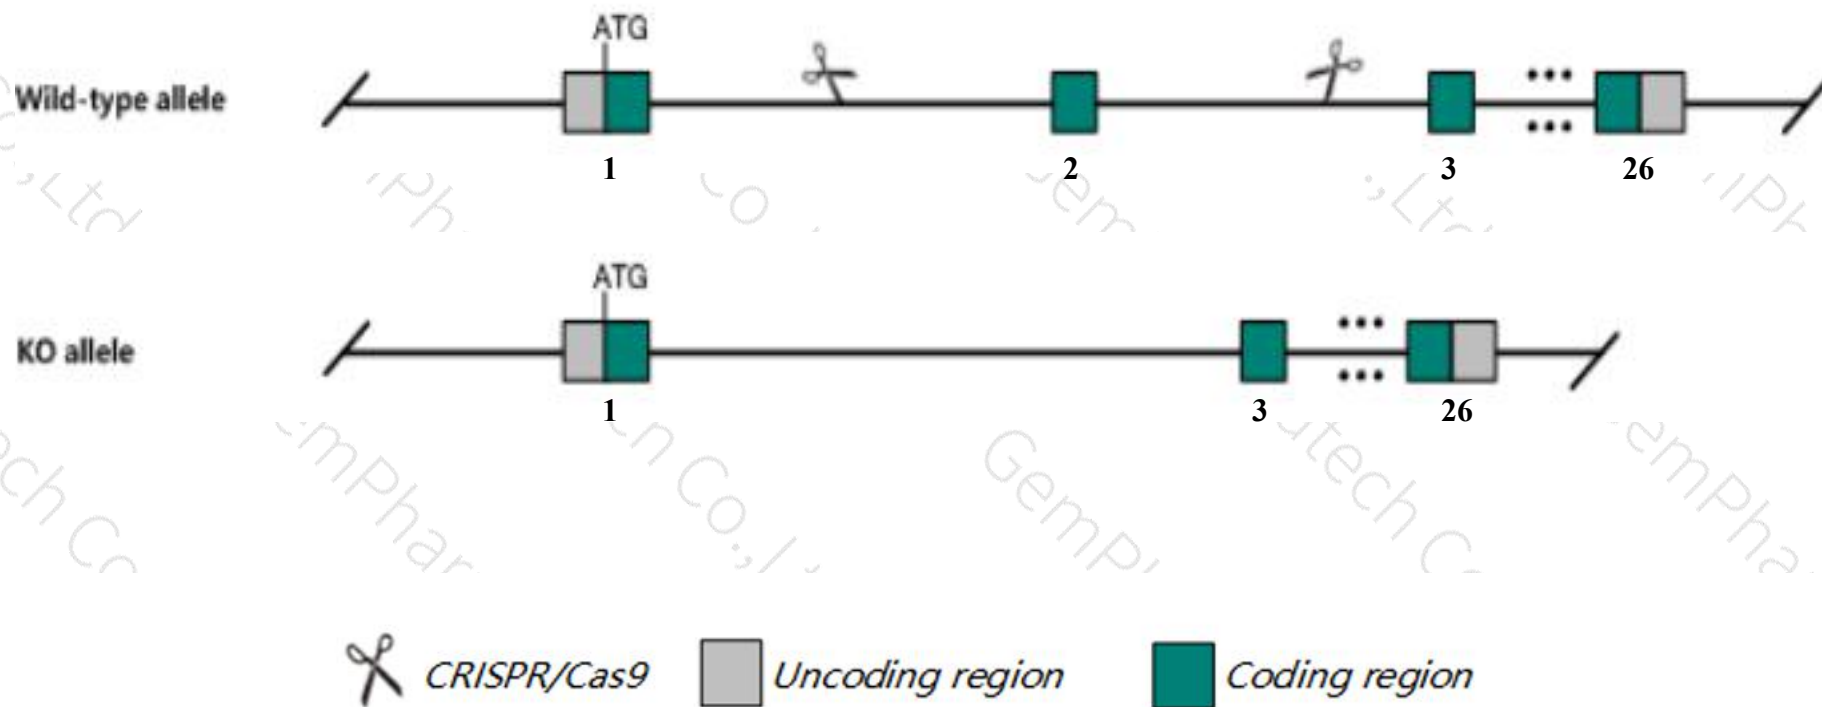 ATG
Wild-type allele
1 2 3 26
ATG
KO allele
1 3 26
CRISPR/Cas9 Uncoding region Coding region